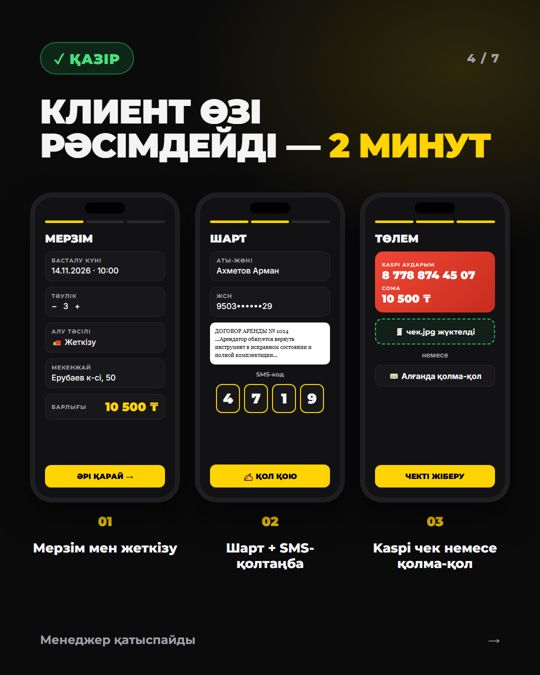 ✓ ҚАЗІР
4 / 7
КЛИЕНТ ӨЗІ
РӘСІМДЕЙДІ — 2 МИНУТ
МЕРЗІМ
БАСТАЛУ КҮНІ
14.11.2026 · 10:00
ТӘУЛІК
− 3 +
АЛУ ТӘСІЛІ
🚚 Жеткізу
МЕКЕНЖАЙ
Ерубаев к-сі, 50
БАРЛЫҒЫ 10 500 ₸
ӘРІ ҚАРАЙ →
ШАРТ
АТЫ-ЖӨНІ
Ахметов Арман
ЖСН
9503••••••29
ДОГОВОР АРЕНДЫ № 1024
...Арендатор обязуется вернуть
инструмент в исправном состоянии и
полной комплектации...
SMS-код
4 7 1 9
✍ ҚОЛ ҚОЮ
ТӨЛЕМ
KASPI АУДАРЫМ
8 778 874 45 07
СОМА
10 500 ₸
🧾 чек.jpg жүктелді
немесе
💵 Алғанда қолма-қол
ЧЕКТІ ЖІБЕРУ
01
Мерзім мен жеткізу
02
Шарт + SMS-
қолтаңба
03
Kaspi чек немесе
қолма-қол
Менеджер қатыспайды
→